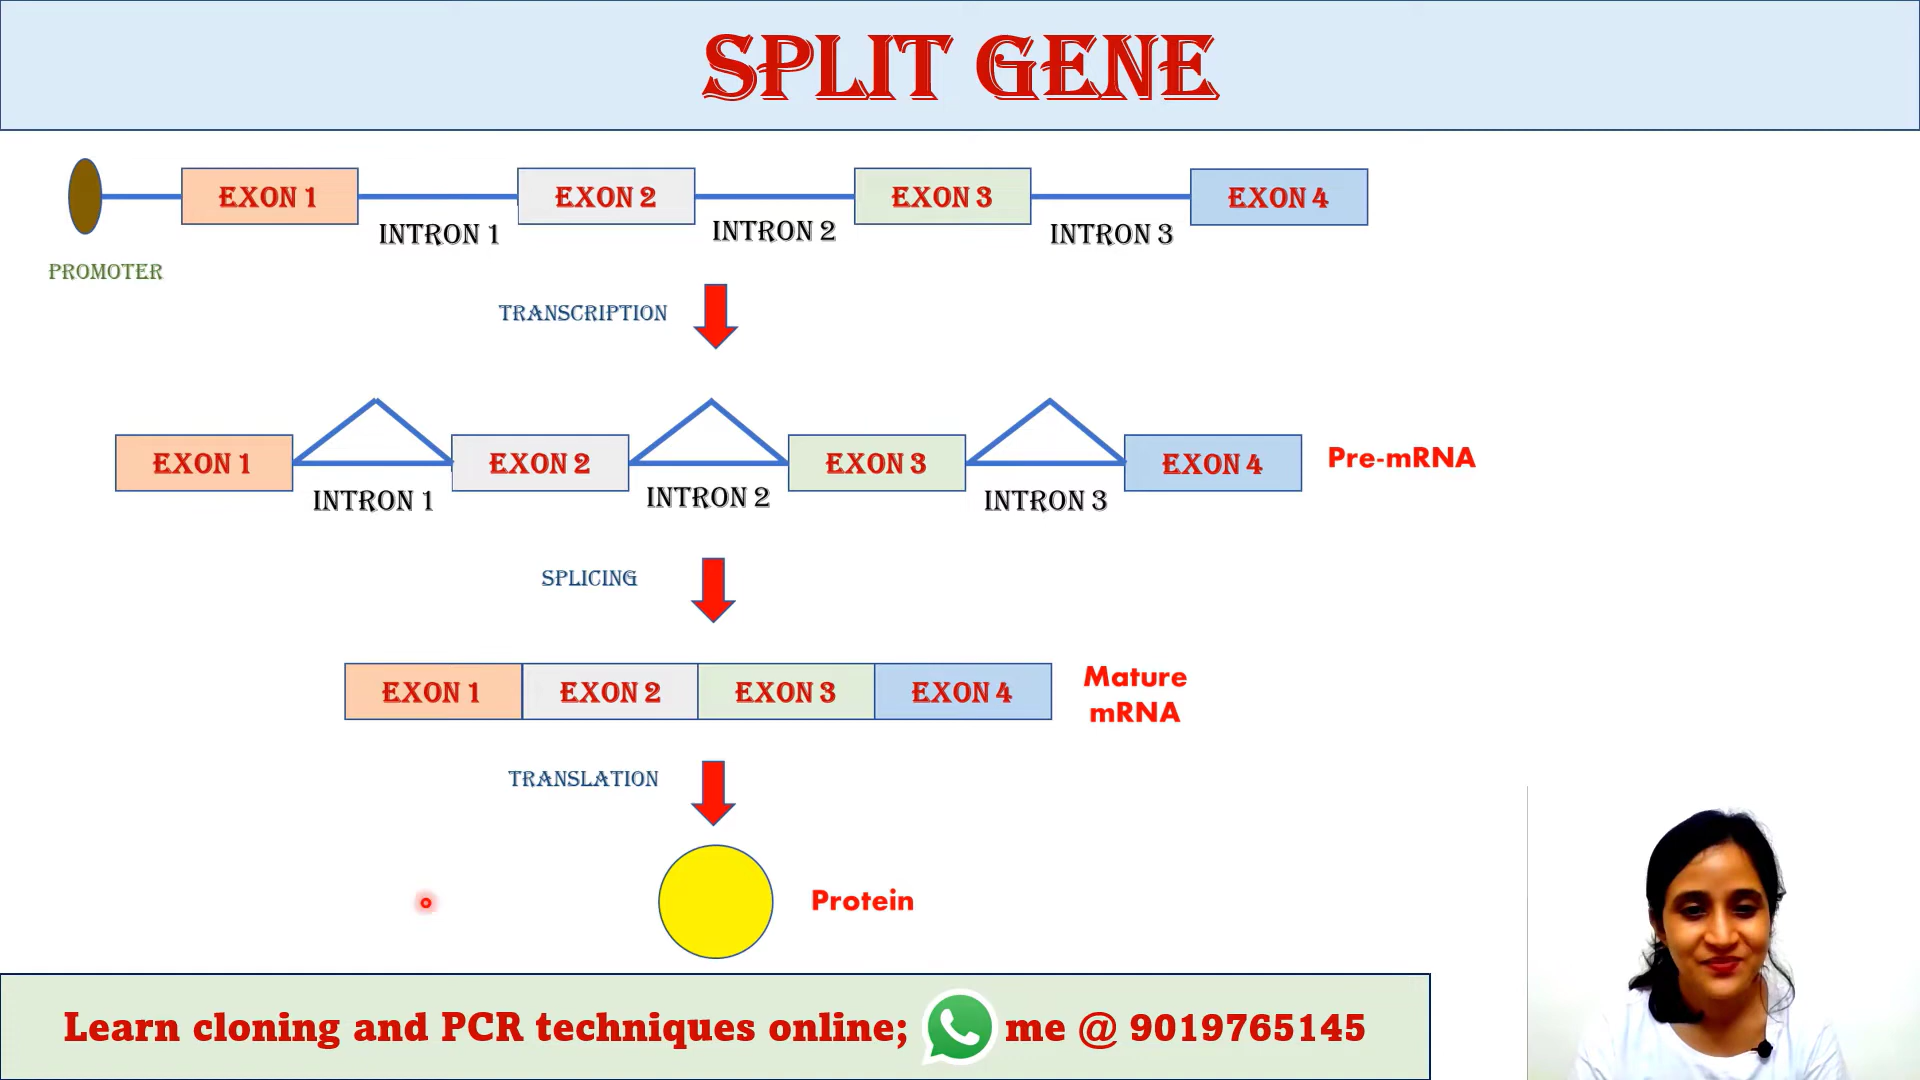 SPLIT GENE
EXON 1
EXON 2
EXON 3
EXON 4
INTRON 1
INTRON 2
INTRON 3
PROMOTER
TRANSCRIPTION
EXON 1
EXON 2
EXON 3
EXON 4
Pre-mRNA
INTRON 1
INTRON 2
INTRON 3
SPLICING
EXON 1
EXON 2
EXON 3
EXON 4
Mature
mRNA
TRANSLATION
Protein
Learn cloning and PCR techniques online; me @ 9019765145